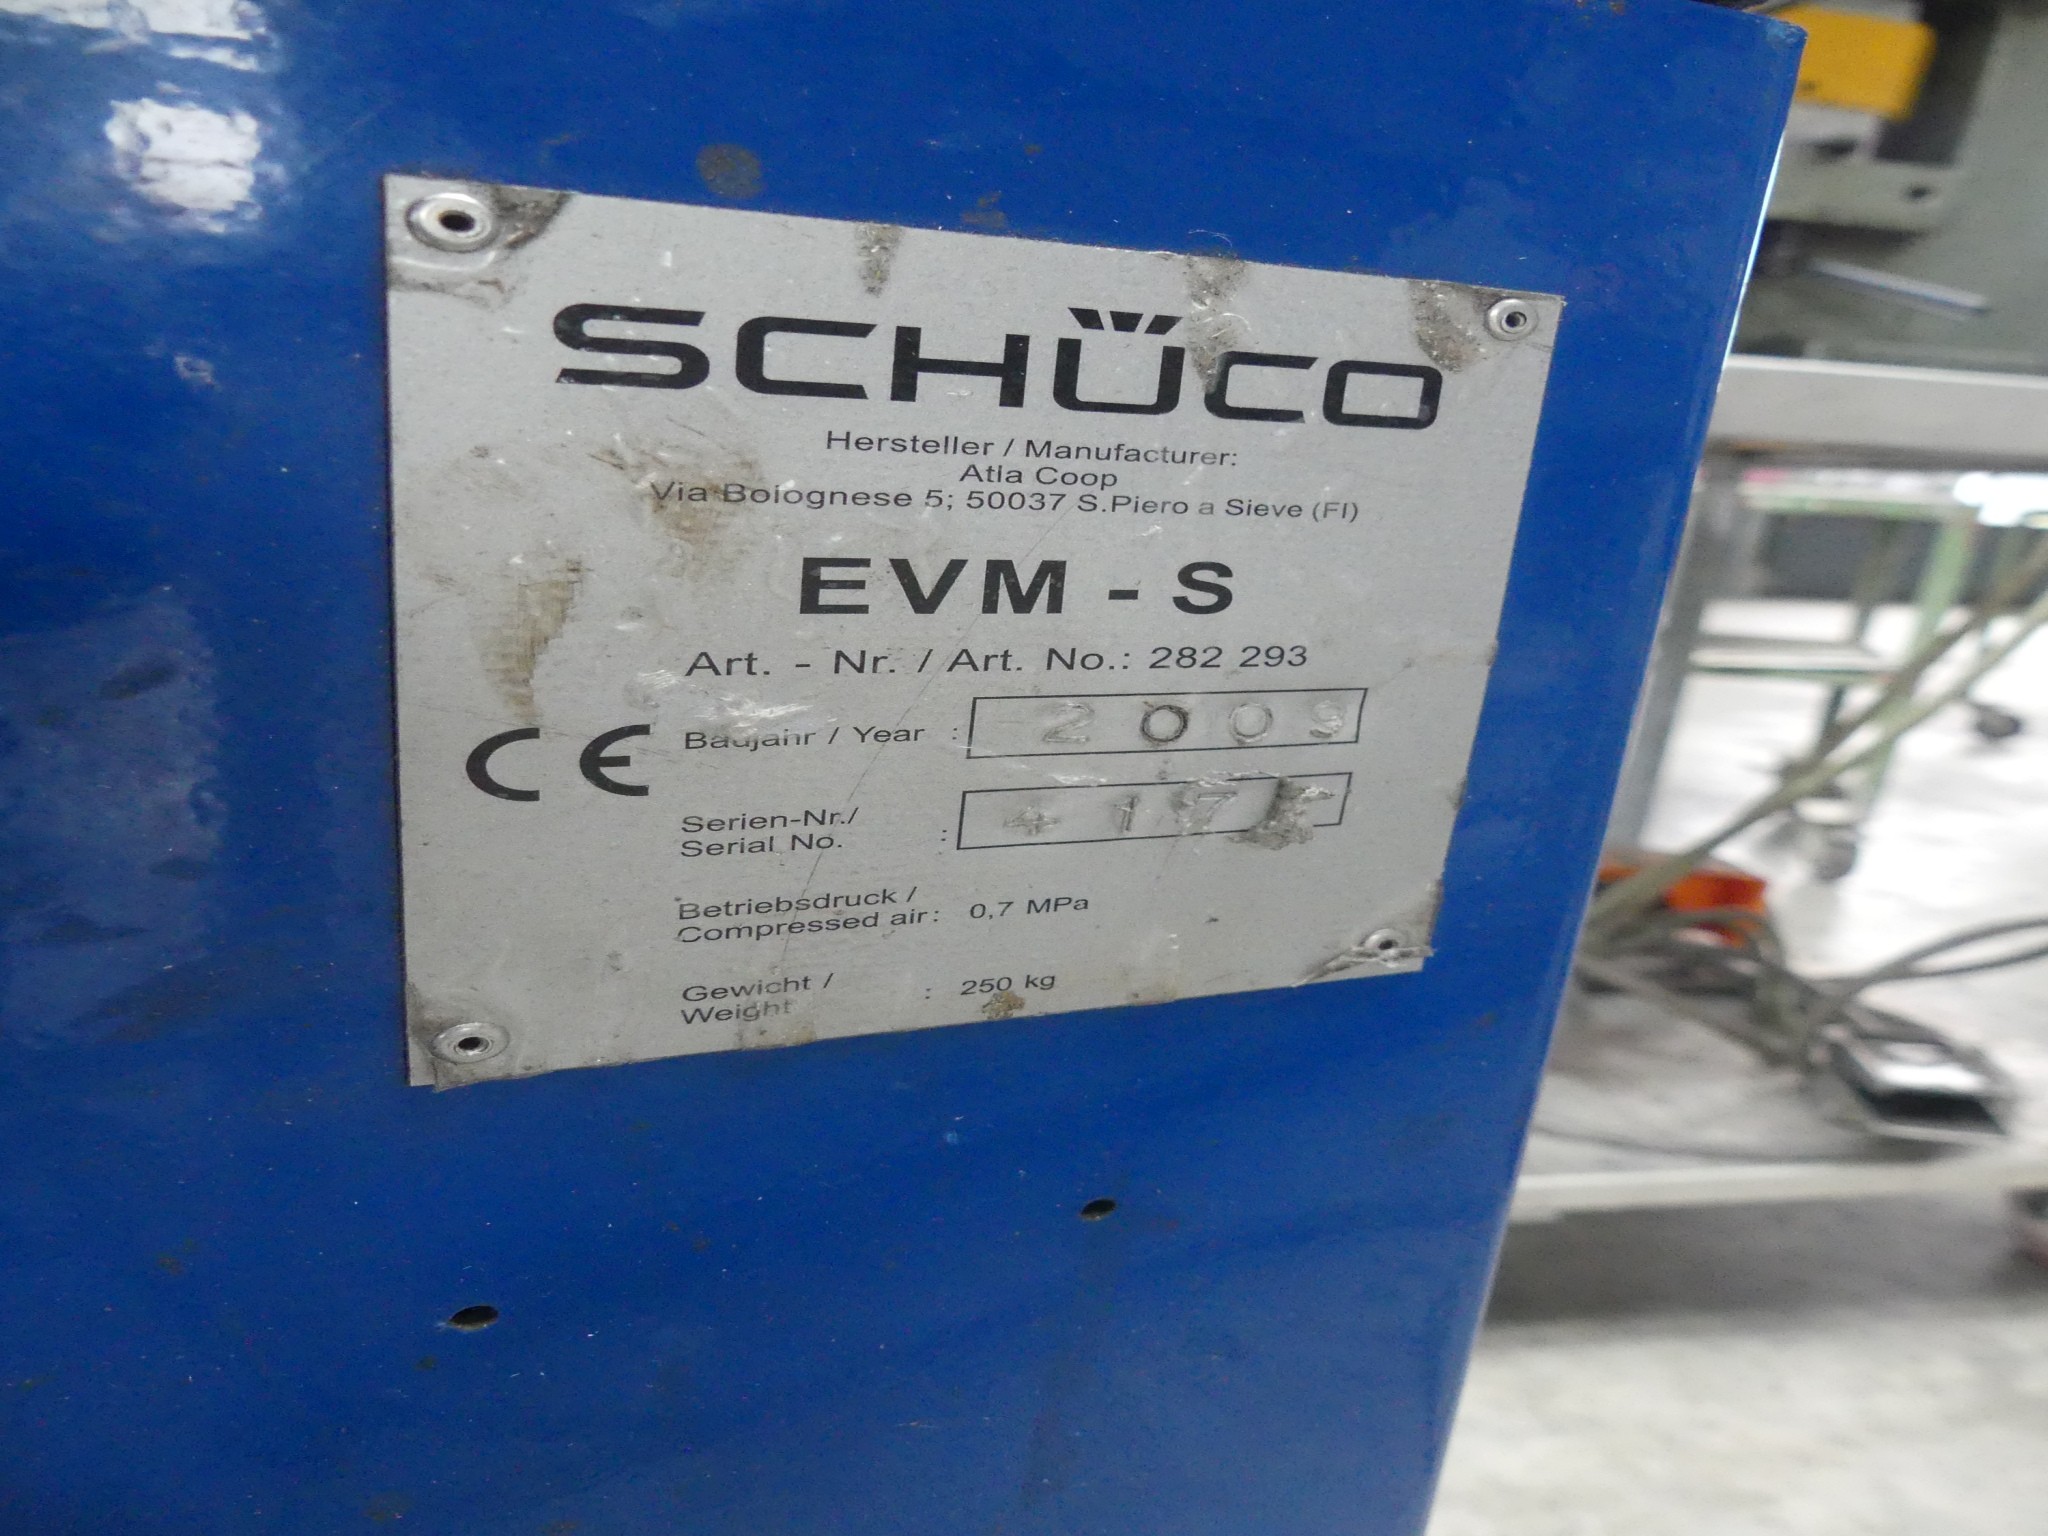 SCHÜCO
Hersteller / Manufacturer:
Atla Coop
Via Bolognese 5; 50037 S.Piero a Sieve (FI)
EVM - S
Art. - Nr. / Art. No.: 282 293
CE
Baujahr / Year : 2009
Serien-Nr./
Serial No. :
Betriebsdruck /
Compressed air: 0,7 MPa
Gewicht /
Weight : 250 kg